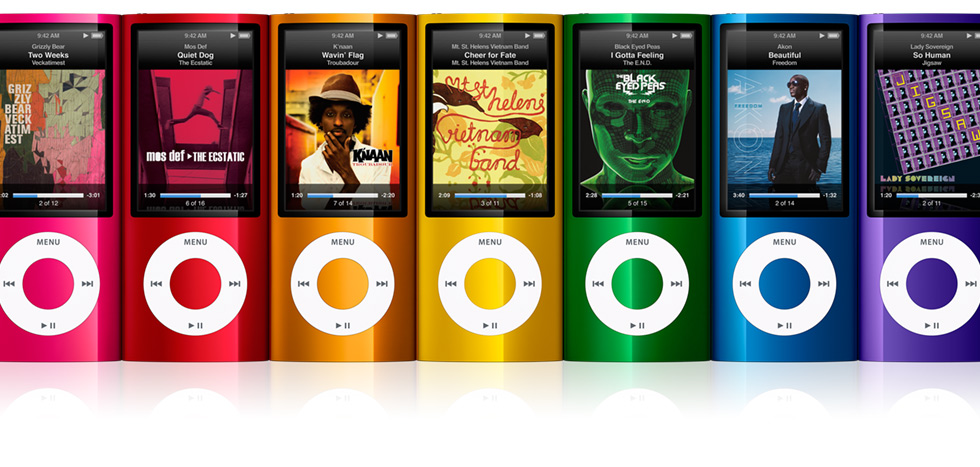 9:42 AM
Grizzly Bear
Two Weeks
Veckatimest
GRIZ
ZLY
BEAR
VECK
ATIM
EST
:02 -3:01
2 of 12
MENU
9:42 AM
Mos Def
Quiet Dog
The Ecstatic
mos def ▸ THE ECSTATIC
1:30 -1:27
6 of 16
MENU
9:42 AM
K'naan
Wavin' Flag
Troubadour
K'NAAN
TROUBADOUR
1:20 -2:20
7 of 14
MENU
9:42 AM
Mt. St. Helens Vietnam Band
Cheer for Fate
Mt. St. Helens Vietnam Band
mt st.
helens
vietnam
band
2:09 -1:08
3 of 11
MENU
9:42 AM
Black Eyed Peas
I Gotta Feeling
The E.N.D.
THE BLACK
EYED PEAS
THE E.N.D
2:28 -2:21
5 of 15
MENU
9:42 AM
Akon
Beautiful
Freedom
AKON
FREEDOM
3:40 -1:32
2 of 14
MENU
9:42 AM
Lady Sovereign
So Human
Jigsaw
JIGSAW
LADY SOVEREIGN
1:20
2 of 11
MENU